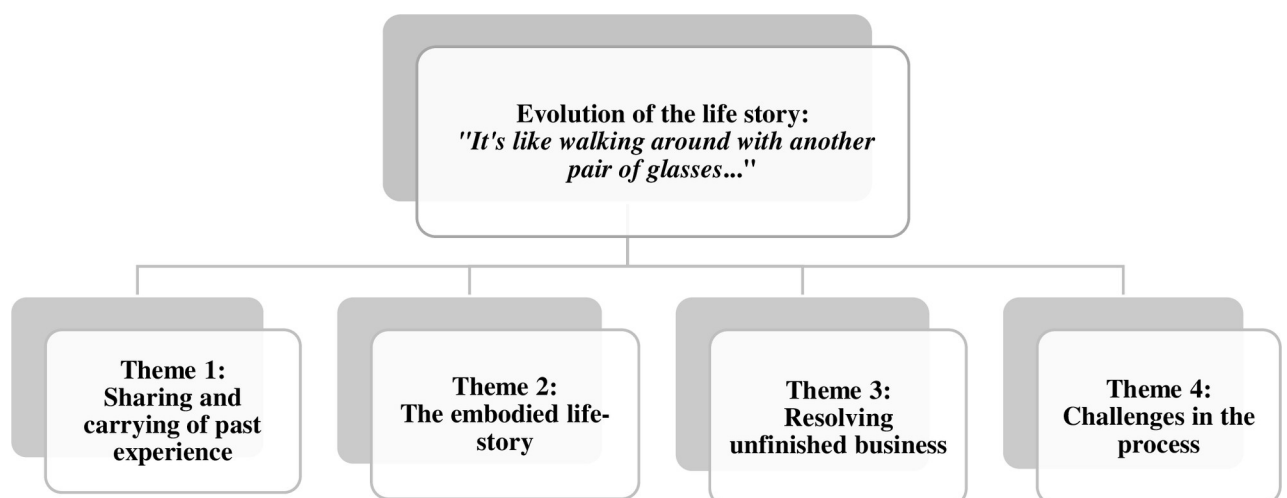 Evolution of the life story:
"It's like walking around with another
pair of glasses..."
Theme 1:
Sharing and
carrying of past
experience
Theme 2:
The embodied life-
story
Theme 3:
Resolving
unfinished business
Theme 4:
Challenges in the
process